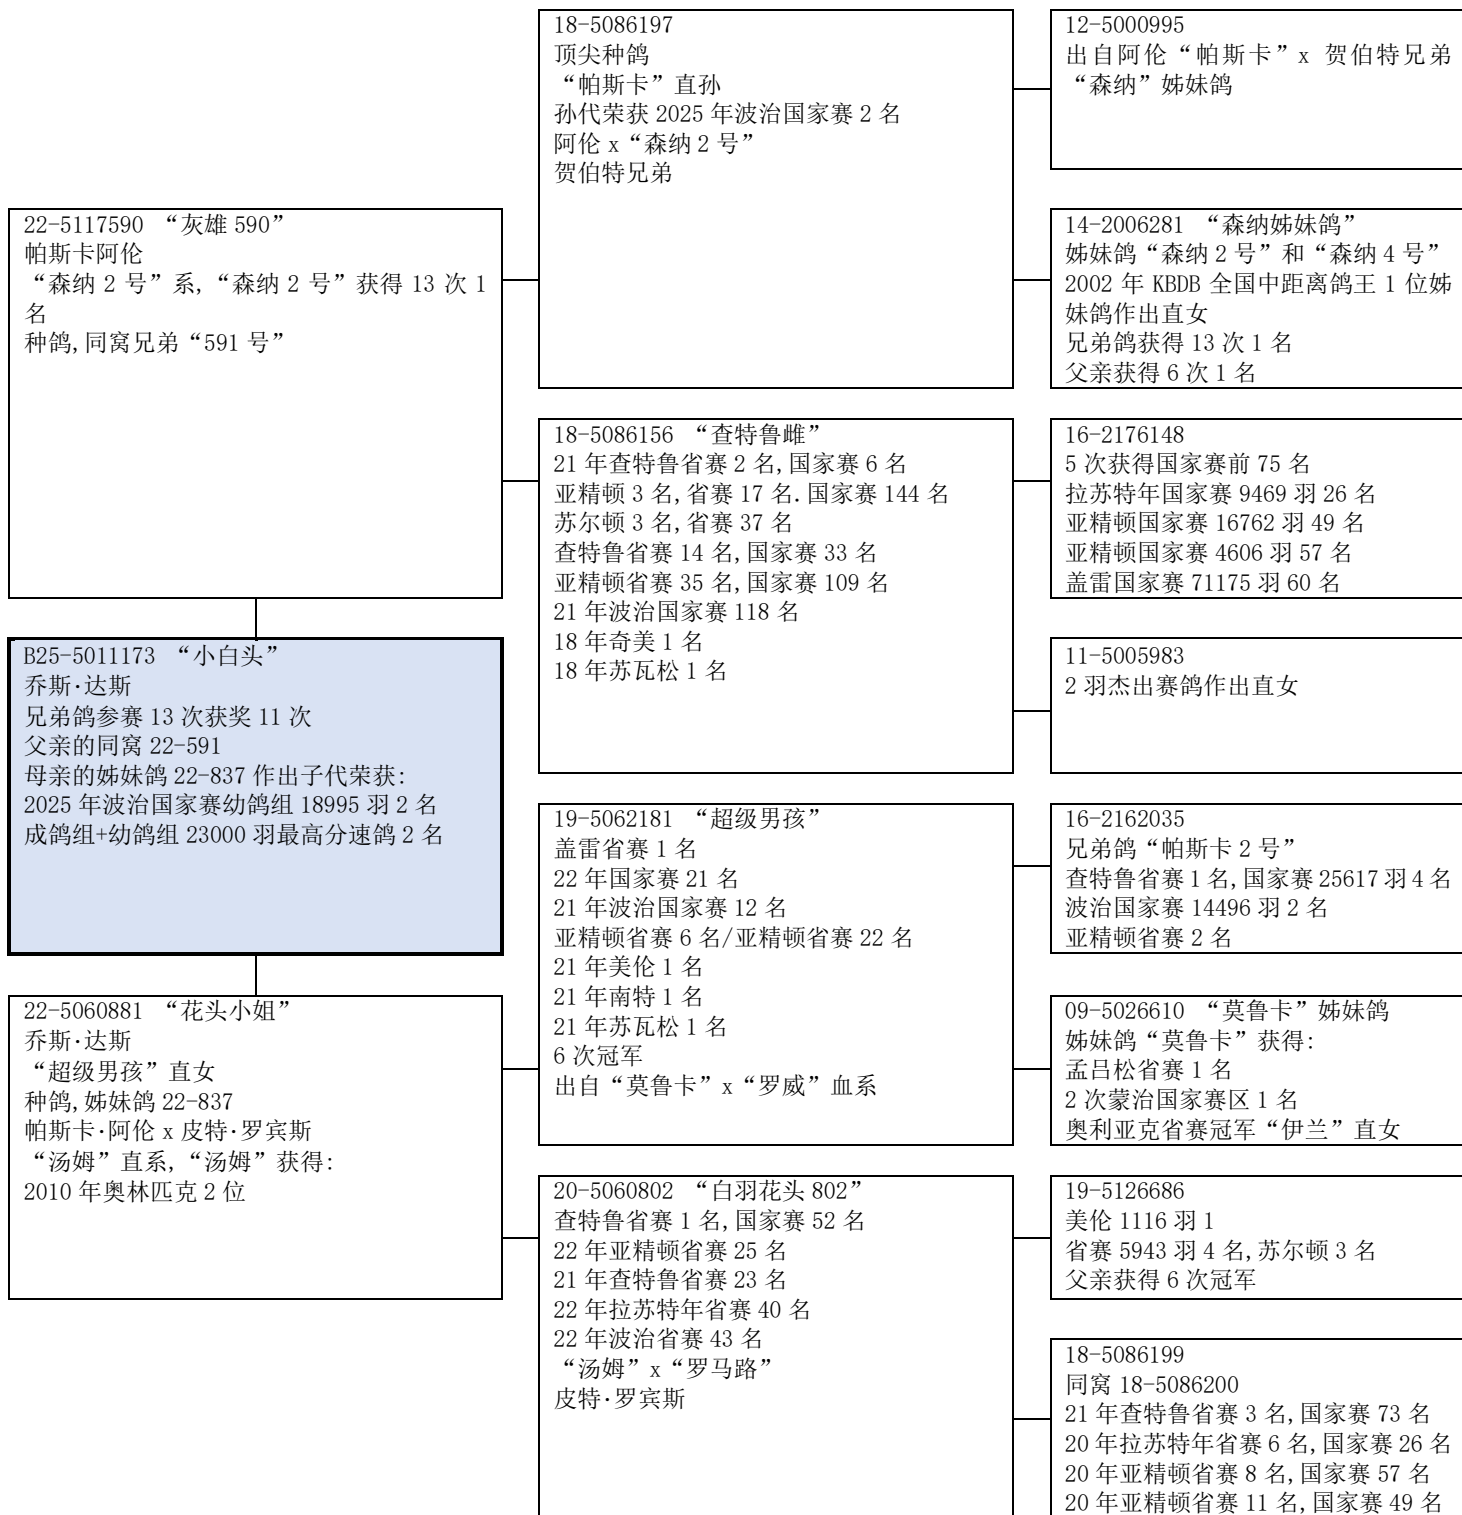 18-5086197
顶尖种鸽
“帕斯卡”直孙
孙代荣获 2025 年波治国家赛 2 名
阿伦 x“森纳 2 号”
贺伯特兄弟
12-5000995
出自阿伦“帕斯卡”x 贺伯特兄弟
“森纳”姊妹鸽
22-5117590 “灰雄 590”
帕斯卡阿伦
“森纳 2 号”系,“森纳 2 号”获得 13 次 1
名
种鸽,同窝兄弟“591 号”
14-2006281 “森纳姊妹鸽”
姊妹鸽“森纳 2 号”和“森纳 4 号”
2002 年 KBDB 全国中距离鸽王 1 位姊
妹鸽作出直女
兄弟鸽获得 13 次 1 名
父亲获得 6 次 1 名
18-5086156 “查特鲁雌”
21 年查特鲁省赛 2 名,国家赛 6 名
亚精顿 3 名,省赛 17 名.国家赛 144 名
苏尔顿 3 名,省赛 37 名
查特鲁省赛 14 名,国家赛 33 名
亚精顿省赛 35 名,国家赛 109 名
21 年波治国家赛 118 名
18 年奇美 1 名
18 年苏瓦松 1 名
16-2176148
5 次获得国家赛前 75 名
拉苏特年国家赛 9469 羽 26 名
亚精顿国家赛 16762 羽 49 名
亚精顿国家赛 4606 羽 57 名
盖雷国家赛 71175 羽 60 名
B25-5011173 “小白头”
乔斯·达斯
兄弟鸽参赛 13 次获奖 11 次
父亲的同窝 22-591
母亲的姊妹鸽 22-837 作出子代荣获:
2025 年波治国家赛幼鸽组 18995 羽 2 名
成鸽组+幼鸽组 23000 羽最高分速鸽 2 名
11-5005983
2 羽杰出赛鸽作出直女
19-5062181 “超级男孩”
盖雷省赛 1 名
22 年国家赛 21 名
21 年波治国家赛 12 名
亚精顿省赛 6 名/亚精顿省赛 22 名
21 年美伦 1 名
21 年南特 1 名
21 年苏瓦松 1 名
6 次冠军
出自“莫鲁卡”x“罗威”血系
16-2162035
兄弟鸽“帕斯卡 2 号”
查特鲁省赛 1 名,国家赛 25617 羽 4 名
波治国家赛 14496 羽 2 名
亚精顿省赛 2 名
22-5060881 “花头小姐”
乔斯·达斯
“超级男孩”直女
种鸽,姊妹鸽 22-837
帕斯卡·阿伦 x 皮特·罗宾斯
“汤姆”直系,“汤姆”获得:
2010 年奥林匹克 2 位
09-5026610 “莫鲁卡”姊妹鸽
姊妹鸽“莫鲁卡”获得:
孟吕松省赛 1 名
2 次蒙治国家赛区 1 名
奥利亚克省赛冠军“伊兰”直女
20-5060802 “白羽花头 802”
查特鲁省赛 1 名,国家赛 52 名
22 年亚精顿省赛 25 名
21 年查特鲁省赛 23 名
22 年拉苏特年省赛 40 名
22 年波治省赛 43 名
“汤姆”x“罗马路”
皮特·罗宾斯
19-5126686
美伦 1116 羽 1
省赛 5943 羽 4 名,苏尔顿 3 名
父亲获得 6 次冠军
18-5086199
同窝 18-5086200
21 年查特鲁省赛 3 名,国家赛 73 名
20 年拉苏特年省赛 6 名,国家赛 26 名
20 年亚精顿省赛 8 名,国家赛 57 名
20 年亚精顿省赛 11 名,国家赛 49 名